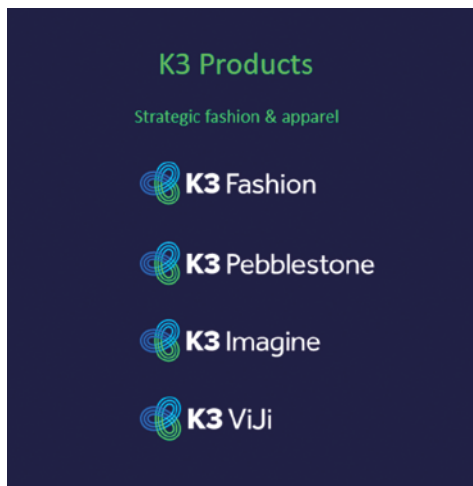 K3 Products
Strategic fashion & apparel
K3 Fashion
K3 Pebblestone
K3 Imagine
K3 ViJi